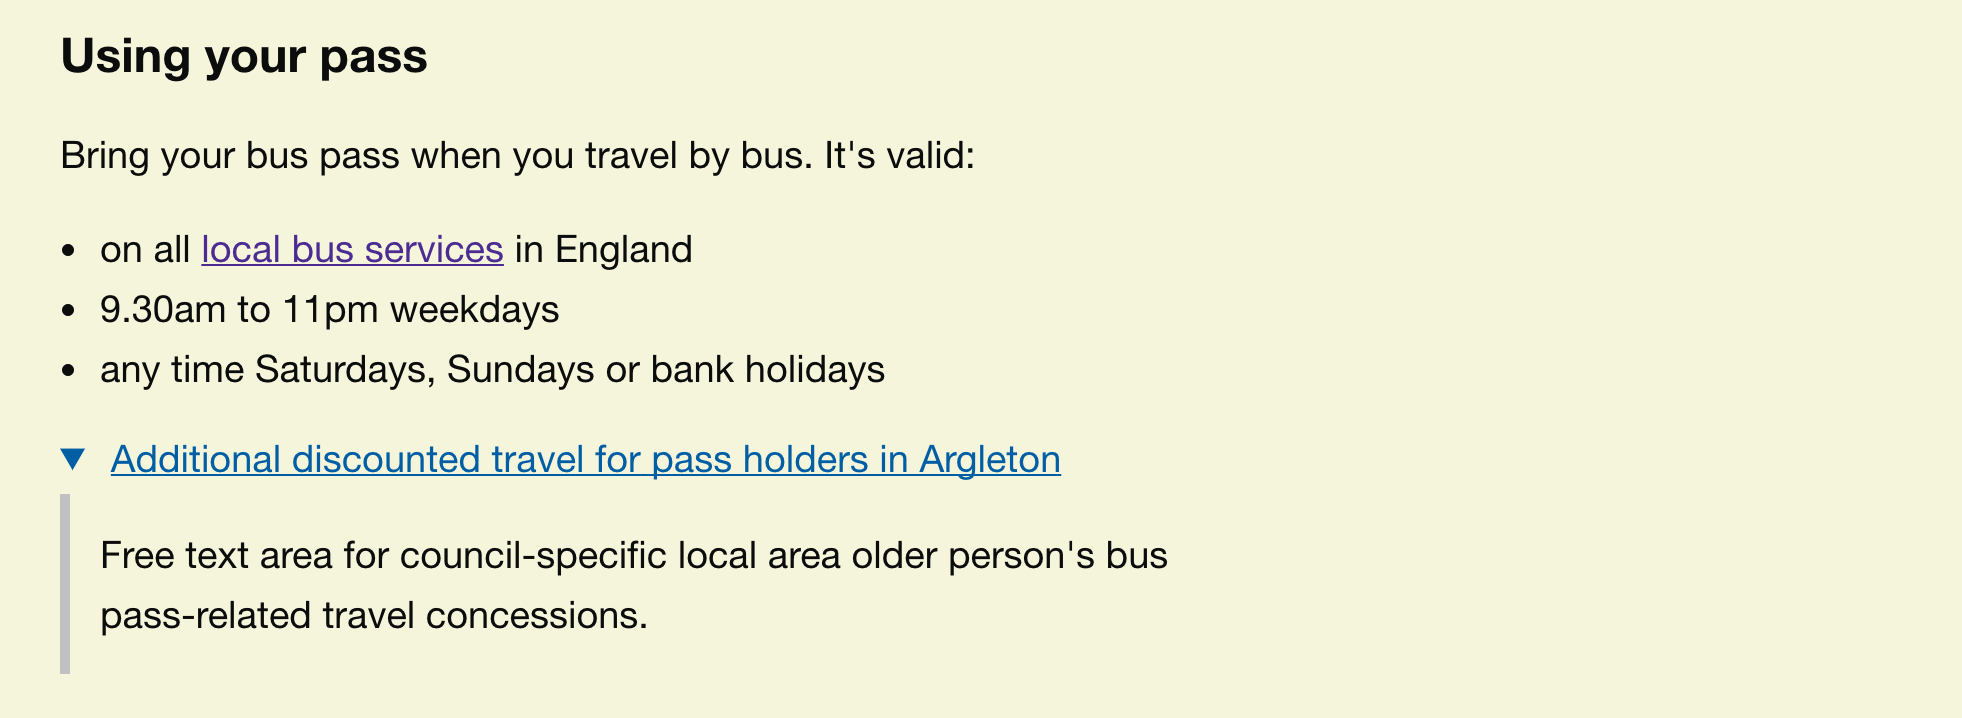 Using your pass
Bring your bus pass when you travel by bus. It's valid:
• on all local bus services in England
• 9.30am to 11pm weekdays
• any time Saturdays, Sundays or bank holidays
▼ Additional discounted travel for pass holders in Argleton
Free text area for council-specific local area older person's bus
pass-related travel concessions.